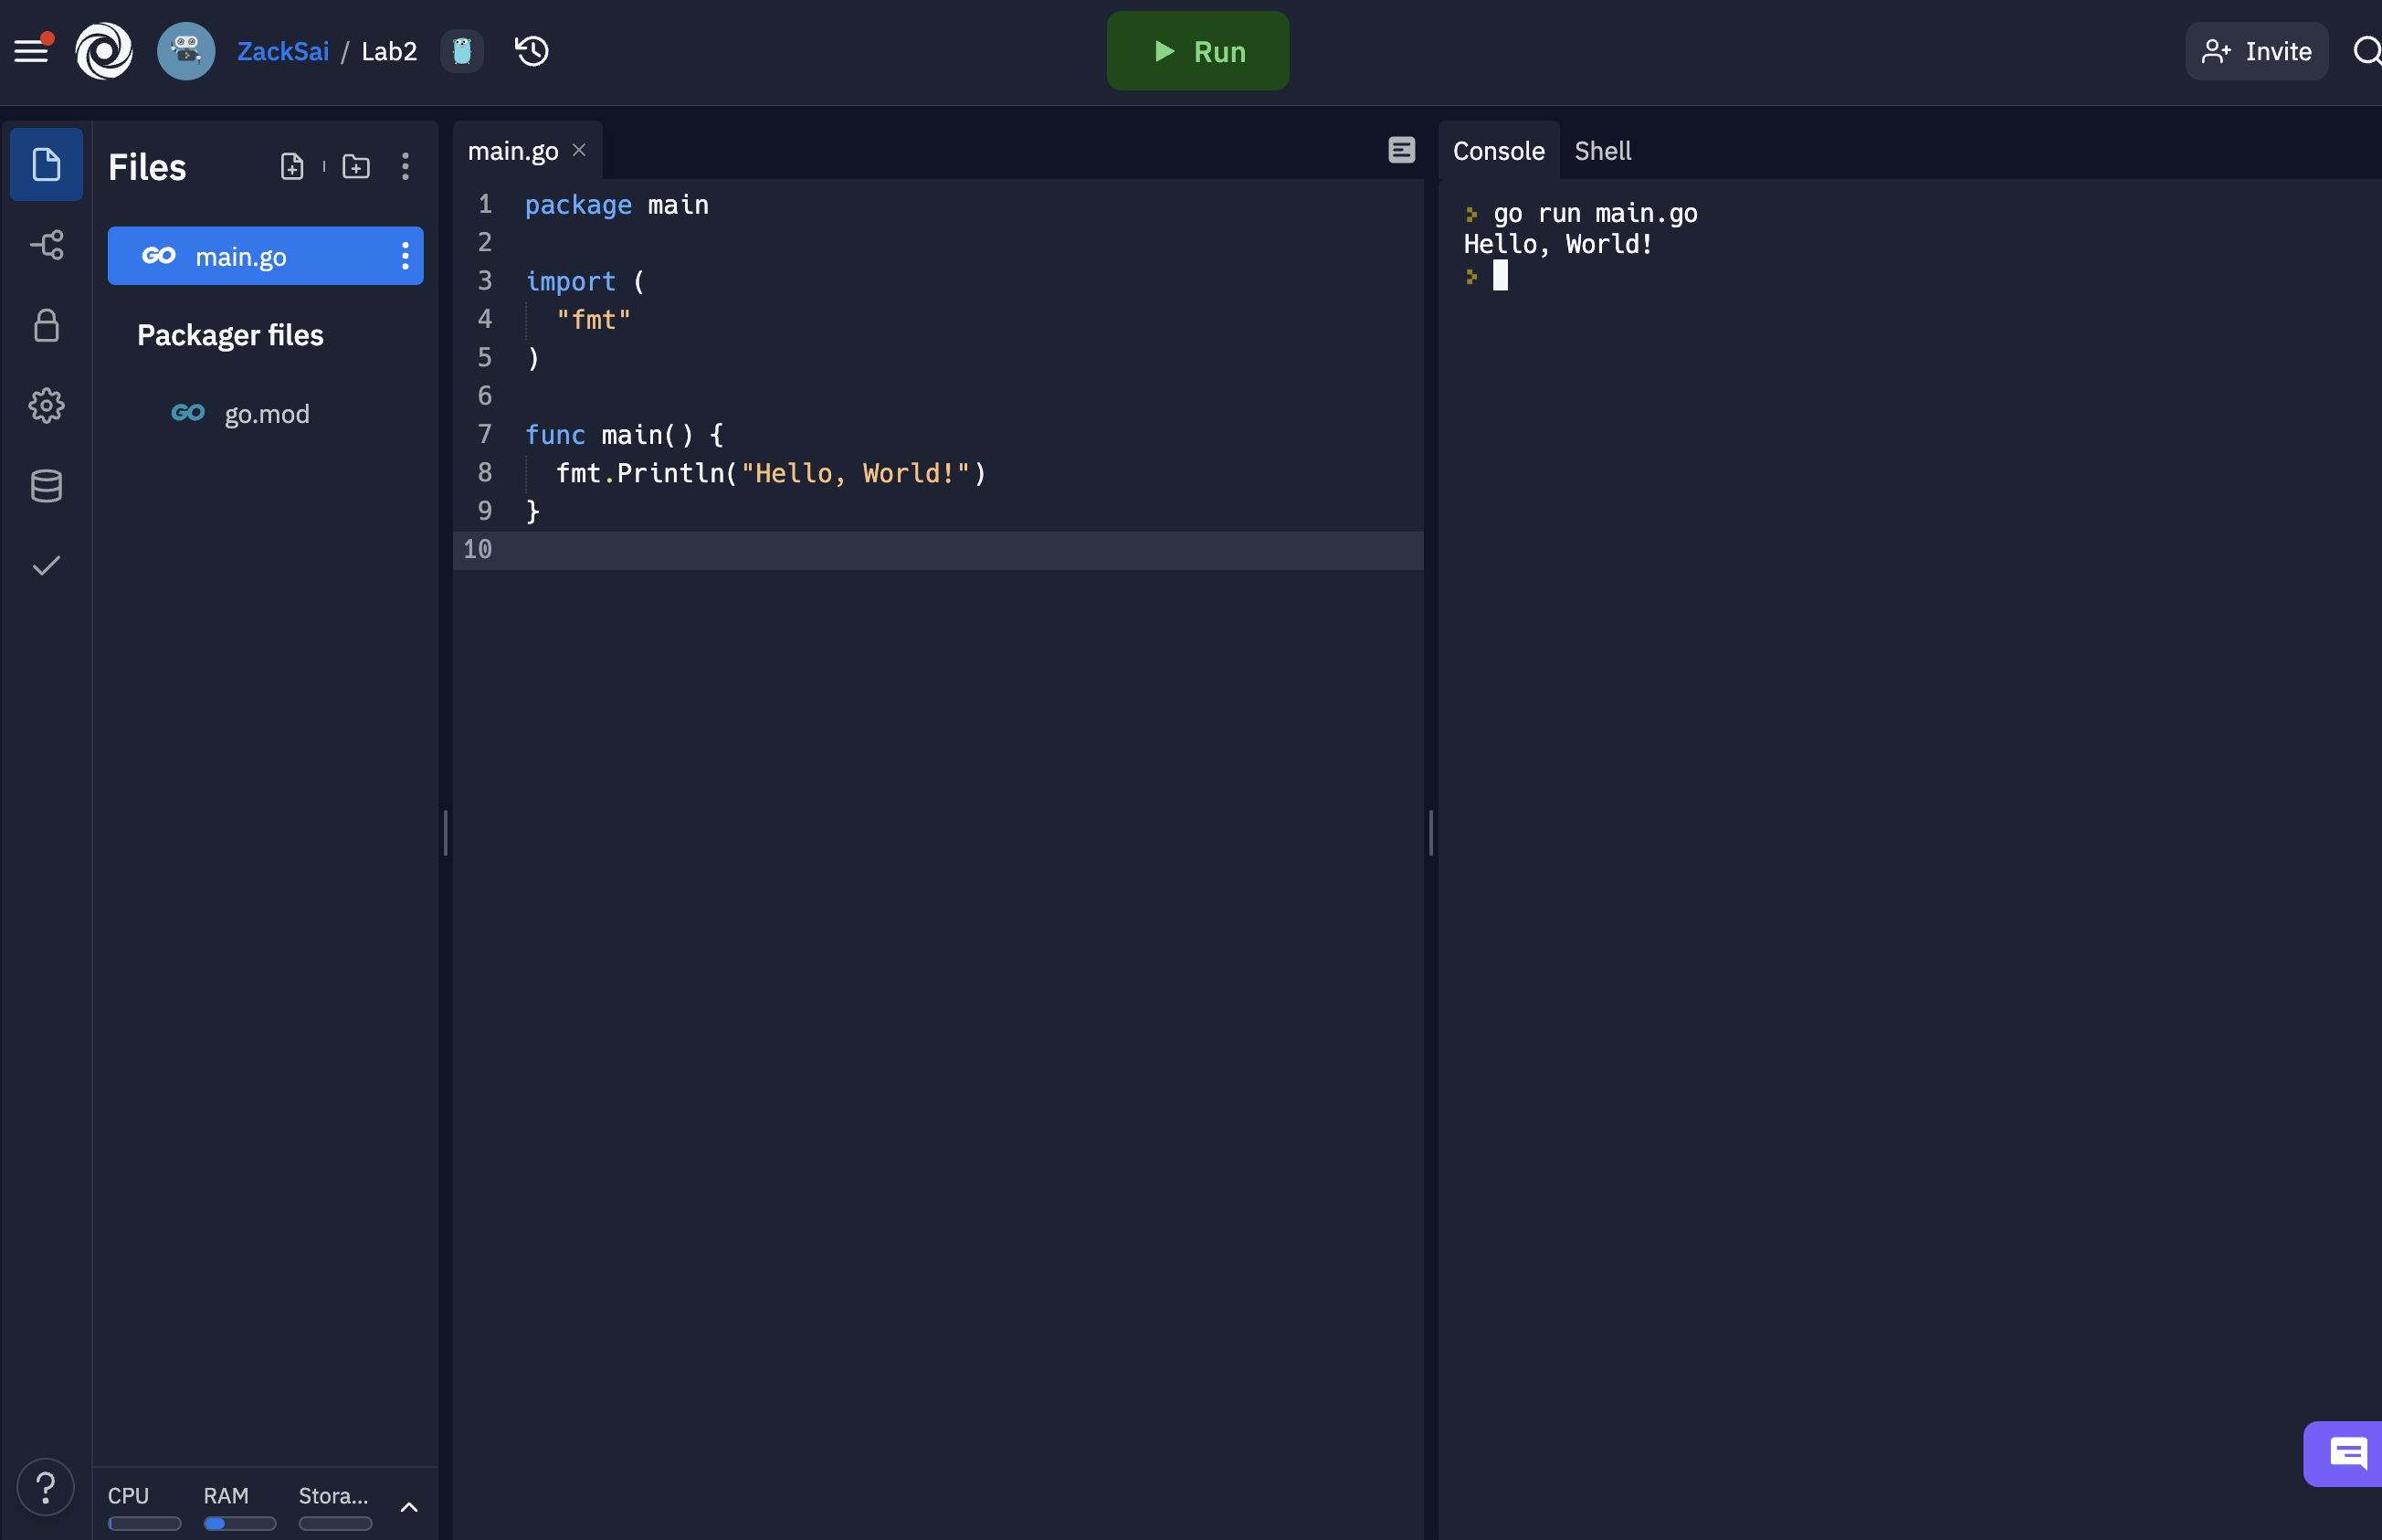 ZackSai / Lab2
Run
Invite
Files
GO main.go
Packager files
GO go.mod
CPU RAM Stora...
main.go
1 package main
2
3 import (
4   "fmt"
5 )
6
7 func main() {
8   fmt.Println("Hello, World!")
9 }
10
Console Shell
go run main.go
Hello, World!